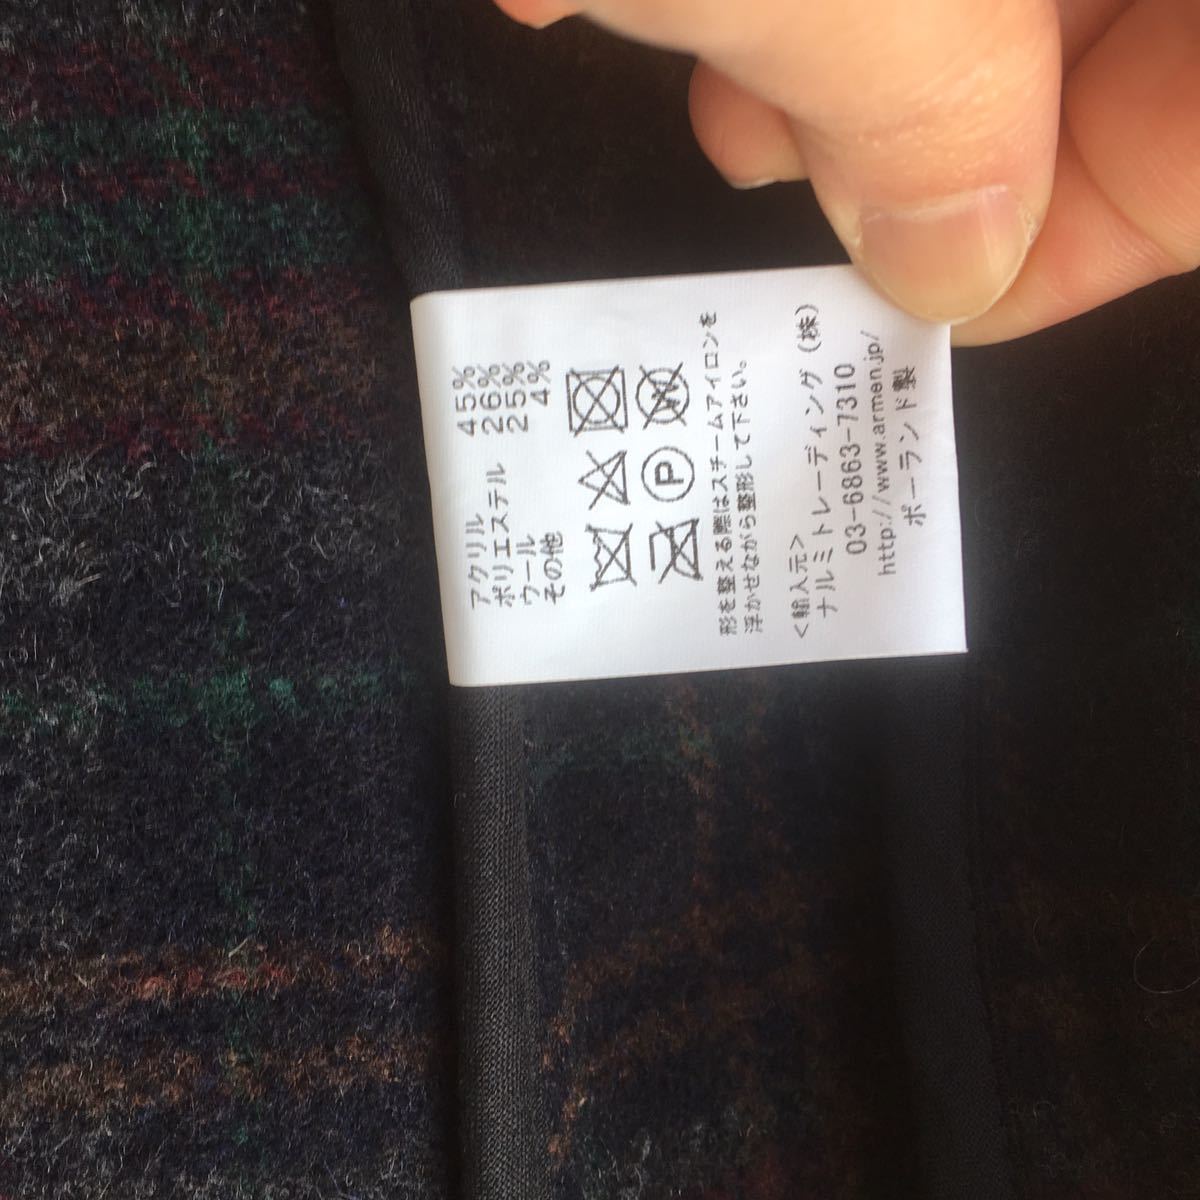 アクリル 45%
ポリエステル 26%
ウール 25%
その他 4%
P W
形を整える際はスチームアイロンを
浮かせながら整形して下さい。
<輸入元>
ナルミトレーディング(株)
03-6863-7310
http://www.armen.jp/
ポーランド製